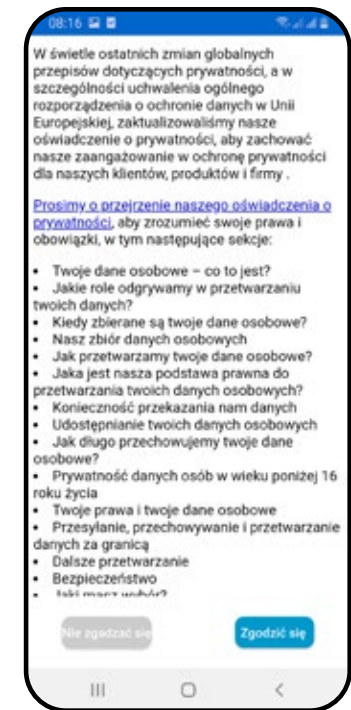 08:16
W świetle ostatnich zmian globalnych
przepisów dotyczących prywatności, a w
szczególności uchwalenia ogólnego
rozporządzenia o ochronie danych w Unii
Europejskiej, zaktualizowaliśmy nasze
oświadczenie o prywatności, aby zachować
nasze zaangażowanie w ochronę prywatności
dla naszych klientów, produktów i firmy .
Prosimy o przejrzenie naszego oświadczenia o
prywatności, aby zrozumieć swoje prawa i
obowiązki, w tym następujące sekcje:
• Twoje dane osobowe – co to jest?
• Jakie role odgrywamy w przetwarzaniu
twoich danych?
• Kiedy zbierane są twoje dane osobowe?
• Nasz zbiór danych osobowych
• Jak przetwarzamy twoje dane osobowe?
• Jaka jest nasza podstawa prawna do
przetwarzania twoich danych osobowych?
• Konieczność przekazania nam danych
• Udostępnianie twoich danych osobowych
• Jak długo przechowujemy twoje dane
osobowe?
• Prywatność danych osób w wieku poniżej 16
roku życia
• Twoje prawa i twoje dane osobowe
• Przesyłanie, przechowywanie i przetwarzanie
danych za granicą
• Dalsze przetwarzanie
• Bezpieczeństwo
• Jaki masz wybór?
Nie zgadzać się
Zgodzić się